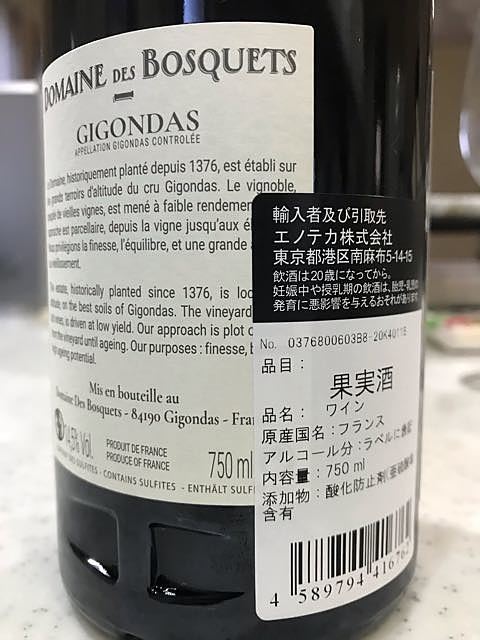 DOMAINE DES BOSQUETS
GIGONDAS
APPELLATION GIGONDAS CONTROLÉE
Domaine, historiquement planté depuis 1376, est établi sur
grands terroirs d'altitude du cru Gigondas. Le vignoble,
de vieilles vignes, est mené à faible rendement
parcellaire, depuis la vigne jusqu'aux
privilégions la finesse, l'équilibre, et une grande
estate, historically planted since 1376, is
on the best soils of Gigondas. The vineyard
vines, is driven at low yield. Our approach is plot
the vineyard until ageing. Our purposes : finesse,
ageing potential.
Mis en bouteille au
Domaine Des Bosquets - 84190 Gigondas -
% Vol.
PRODUIT DE FRANCE
PRODUCE OF FRANCE
750 ml
SULFITES - CONTAINS SULFITES - ENTHÄLT
輸入者及び引取先
エノテカ株式会社
東京都港区南麻布5-14-15
飲酒は20歳になってから。
妊娠中や授乳期の飲酒は、胎児・乳児の
発育に悪影響を与えるおそれがあります
No. 0376800603B8-20K4011B
品目：
果実酒
品名： ワイン
原産国名：フランス
アルコール分：ラベルに表記
内容量：750 ml
添加物：酸化防止剤(亜硫酸塩
含有
4 589794 41676